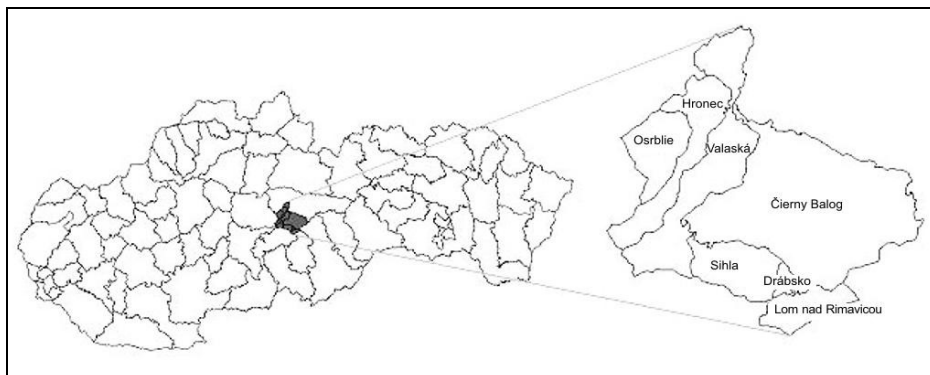 Hronec
Osrblie
Valaská
Čierny Balog
Sihla
Drábsko
Lom nad Rimavicou